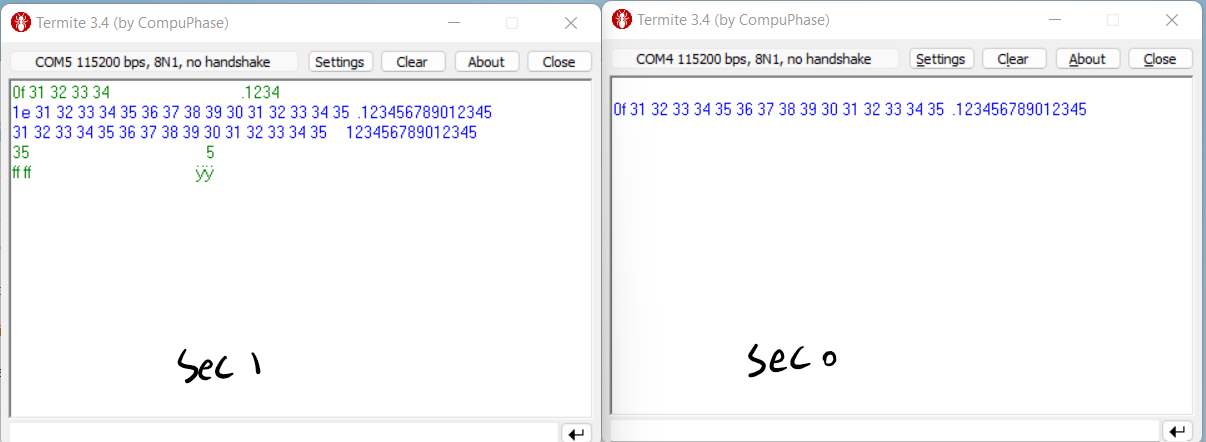 Termite 3.4 (by CompuPhase)
COM5 115200 bps, 8N1, no handshake Settings Clear About Close
0f 31 32 33 34 .1234
1e 31 32 33 34 35 36 37 38 39 30 31 32 33 34 35 .123456789012345
31 32 33 34 35 36 37 38 39 30 31 32 33 34 35 123456789012345
35 5
ff ff ÿÿ
sec 1
Termite 3.4 (by CompuPhase)
COM4 115200 bps, 8N1, no handshake Settings Clear About Close
0f 31 32 33 34 35 36 37 38 39 30 31 32 33 34 35 .123456789012345
sec 0